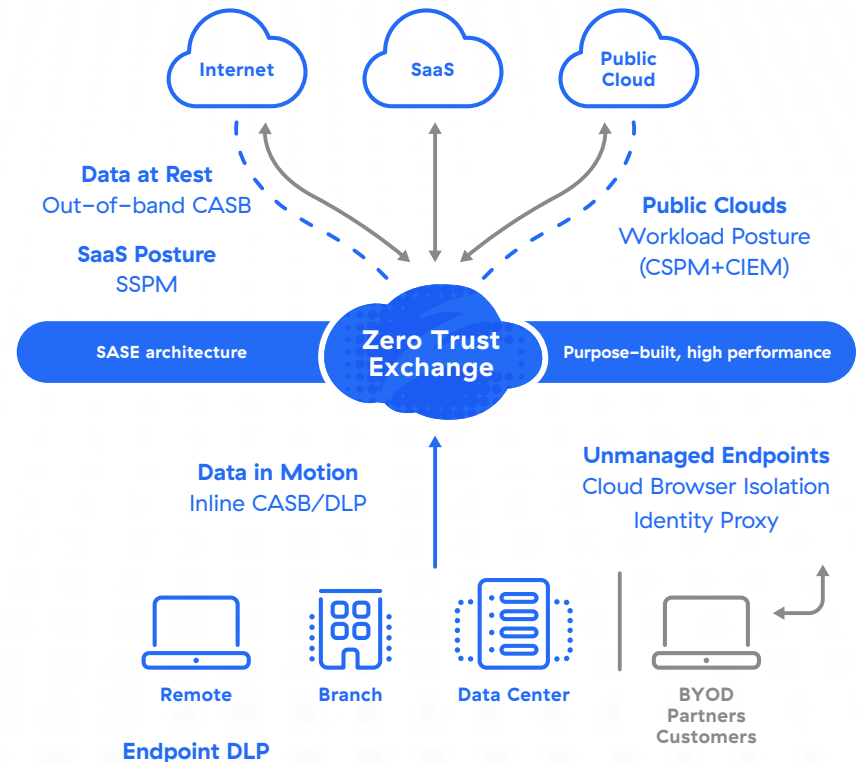 Internet
SaaS
Public
Cloud
Data at Rest
Out-of-band CASB
SaaS Posture
SSPM
Public Clouds
Workload Posture
(CSPM+CIEM)
SASE architecture
Zero Trust
Exchange
Purpose-built, high performance
Data in Motion
Inline CASB/DLP
Unmanaged Endpoints
Cloud Browser Isolation
Identity Proxy
Remote
Branch
Data Center
BYOD
Partners
Customers
Endpoint DLP